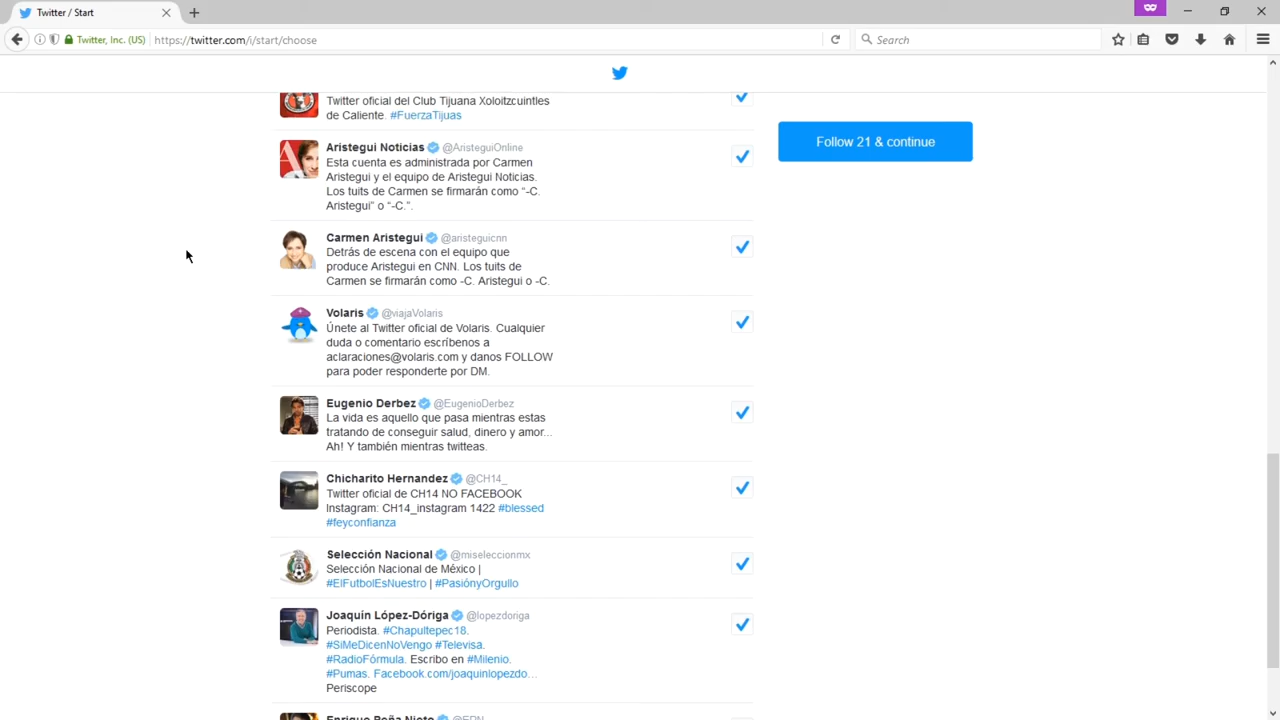 Twitter / Start
Twitter, Inc. (US)
https://twitter.com/i/start/choose
Search
Twitter oficial del Club Tijuana Xoloitzcuintles
de Caliente. #FuerzaTijuas
Follow 21 & continue
Aristegui Noticias @AristeguiOnline
Esta cuenta es administrada por Carmen
Aristegui y el equipo de Aristegui Noticias.
Los tuits de Carmen se firmarán como “-C.
Aristegui” o “-C.”.
Carmen Aristegui @aristeguicnn
Detrás de escena con el equipo que
produce Aristegui en CNN. Los tuits de
Carmen se firmarán como -C. Aristegui o -C.
Volaris @viajaVolaris
Únete al Twitter oficial de Volaris. Cualquier
duda o comentario escríbenos a
aclaraciones@volaris.com y danos FOLLOW
para poder responderte por DM.
Eugenio Derbez @EugenioDerbez
La vida es aquello que pasa mientras estas
tratando de conseguir salud, dinero y amor...
Ah! Y también mientras twitteas.
Chicharito Hernandez @CH14_
Twitter oficial de CH14 NO FACEBOOK
Instagram: CH14_instagram 1422 #blessed
#feyconfianza
Selección Nacional @miseleccionmx
Selección Nacional de México |
#ElFutbolEsNuestro | #PasiónyOrgullo
Joaquín López-Dóriga @lopezdoriga
Periodista. #Chapultepec18.
#SiMeDicenNoVengo #Televisa.
#RadioFórmula. Escribo en #Milenio.
#Pumas. Facebook.com/joaquinlopezdo...
Periscope
Enrique Peña Nieto @EPN